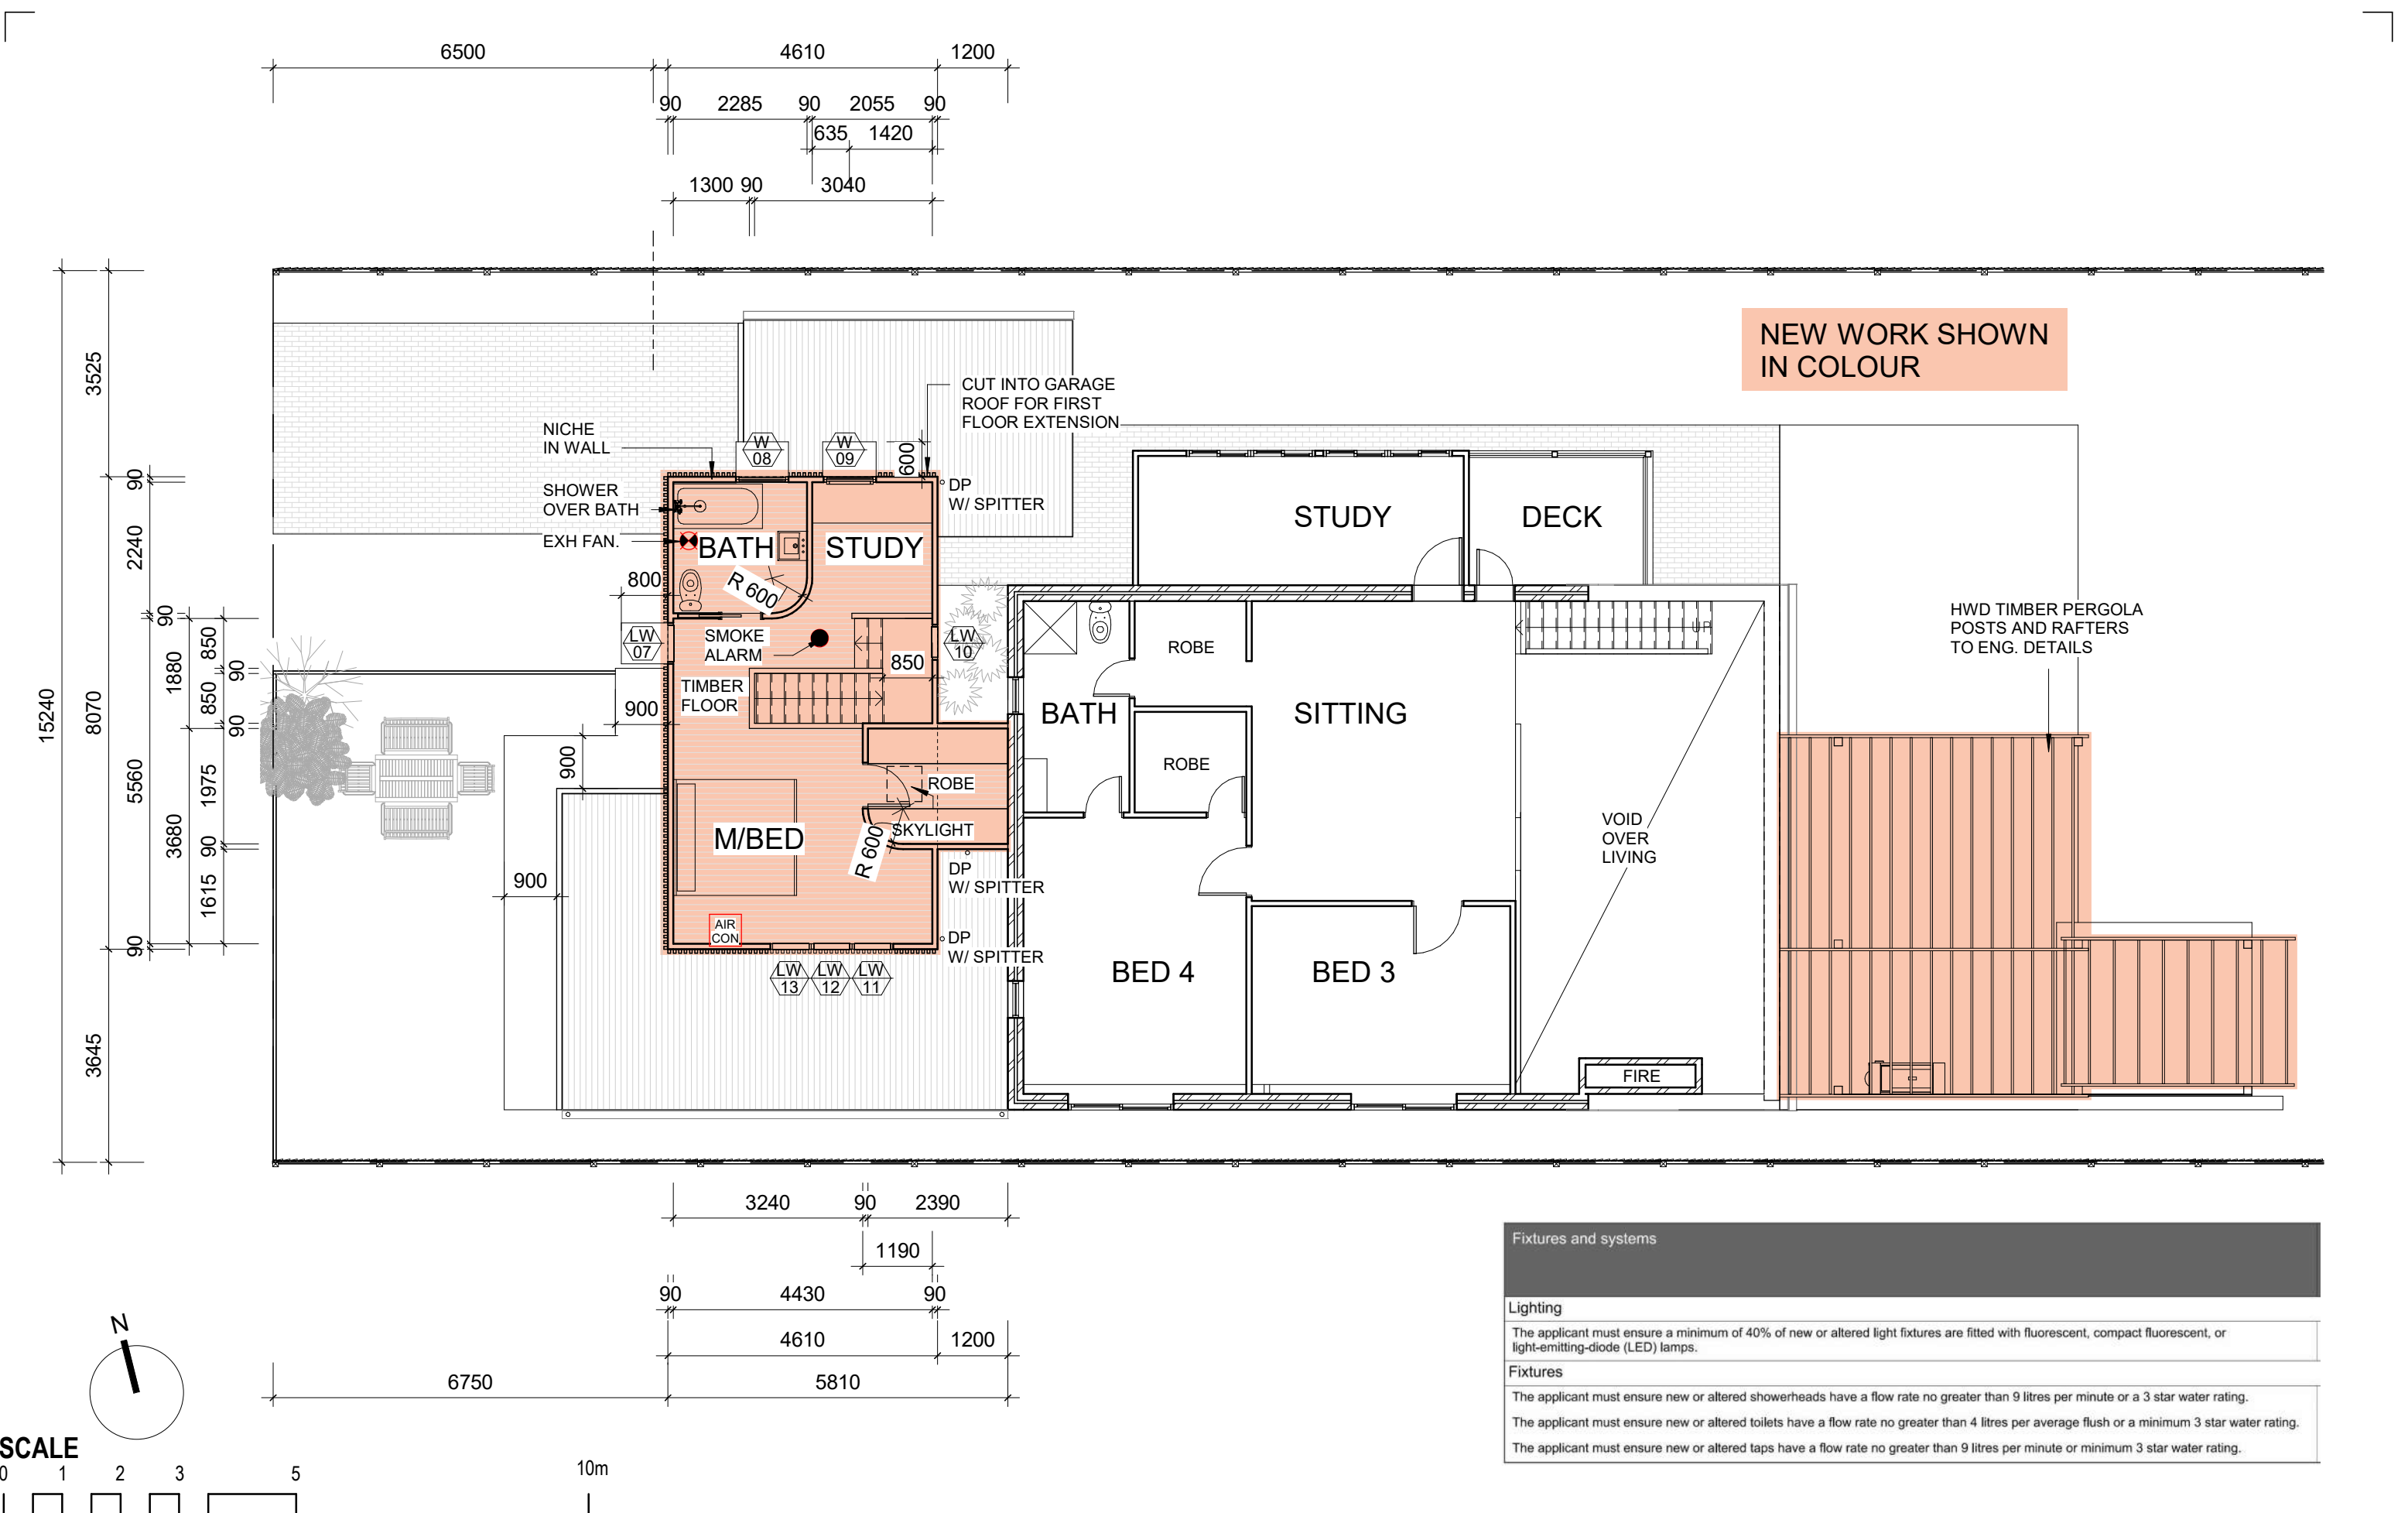 6500
4610
1200
90
2285
90
2055
90
635
1420
1300
90
3040
NEW WORK SHOWN
IN COLOUR
CUT INTO GARAGE
ROOF FOR FIRST
FLOOR EXTENSION
NICHE
IN WALL
W
08
W
09
600
SHOWER
OVER BATH
EXH FAN.
DP
W/ SPITTER
BATH
STUDY
R 600
800
LW
07
SMOKE
ALARM
LW
10
850
TIMBER
FLOOR
900
900
900
ROBE
SKYLIGHT
M/BED
R 600
DP
W/ SPITTER
AIR
CON
DP
W/ SPITTER
LW
13
LW
12
LW
11
STUDY
DECK
ROBE
UP
BATH
SITTING
ROBE
VOID
OVER
LIVING
BED 4
BED 3
FIRE
HWD TIMBER PERGOLA
POSTS AND RAFTERS
TO ENG. DETAILS
15240
3525
8070
3645
90
2240
90
5560
90
1880
3680
850
90
850
90
1975
90
1615
3240
90
2390
1190
90
4430
90
4610
1200
6750
5810
N
SCALE
0
1
2
3
5
10m
Fixtures and systems
Lighting
The applicant must ensure a minimum of 40% of new or altered light fixtures are fitted with fluorescent, compact fluorescent, or
light-emitting-diode (LED) lamps.
Fixtures
The applicant must ensure new or altered showerheads have a flow rate no greater than 9 litres per minute or a 3 star water rating.
The applicant must ensure new or altered toilets have a flow rate no greater than 4 litres per average flush or a minimum 3 star water rating.
The applicant must ensure new or altered taps have a flow rate no greater than 9 litres per minute or minimum 3 star water rating.